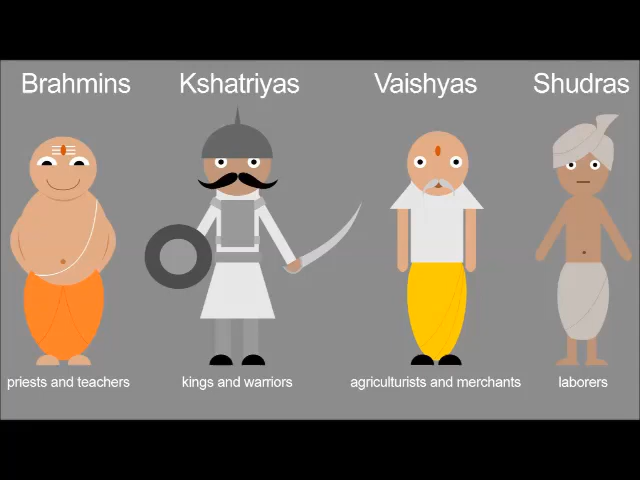 Brahmins
Kshatriyas
Vaishyas
Shudras
priests and teachers
kings and warriors
agriculturists and merchants
laborers